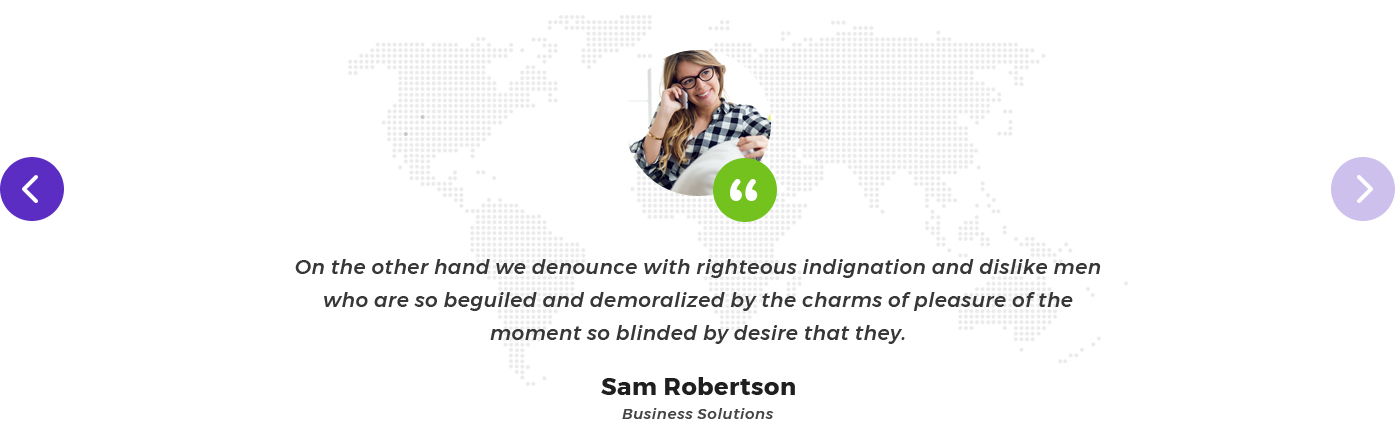 On the other hand we denounce with righteous indignation and dislike men
who are so beguiled and demoralized by the charms of pleasure of the
moment so blinded by desire that they.
Sam Robertson
Business Solutions